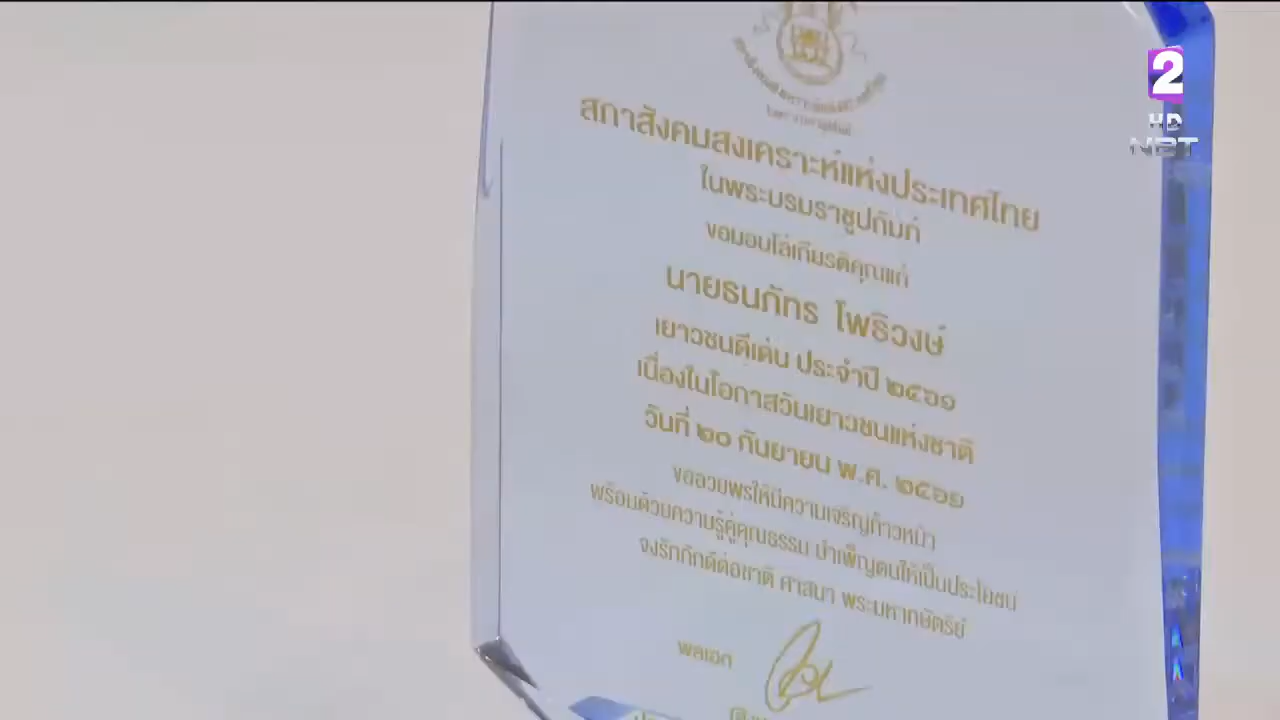 2
HD
NBT
สภาสังคมสงเคราะห์แห่งประเทศไทย
ในพระบรมราชูปถัมภ์
ขอมอบโล่เกียรติคุณแก่
นายธนภัทร โพธิวงษ์
เยาวชนดีเด่น ประจำปี ๒๕๖๑
เนื่องในโอกาสวันเยาวชนแห่งชาติ
วันที่ ๒๐ กันยายน พ.ศ. ๒๕๖๑
ขออวยพรให้มีความเจริญก้าวหน้า
พร้อมด้วยความรู้คู่คุณธรรม บำเพ็ญตนให้เป็นประโยชน์
จงรักภักดีต่อชาติ ศาสนา พระมหากษัตริย์
พลเอก